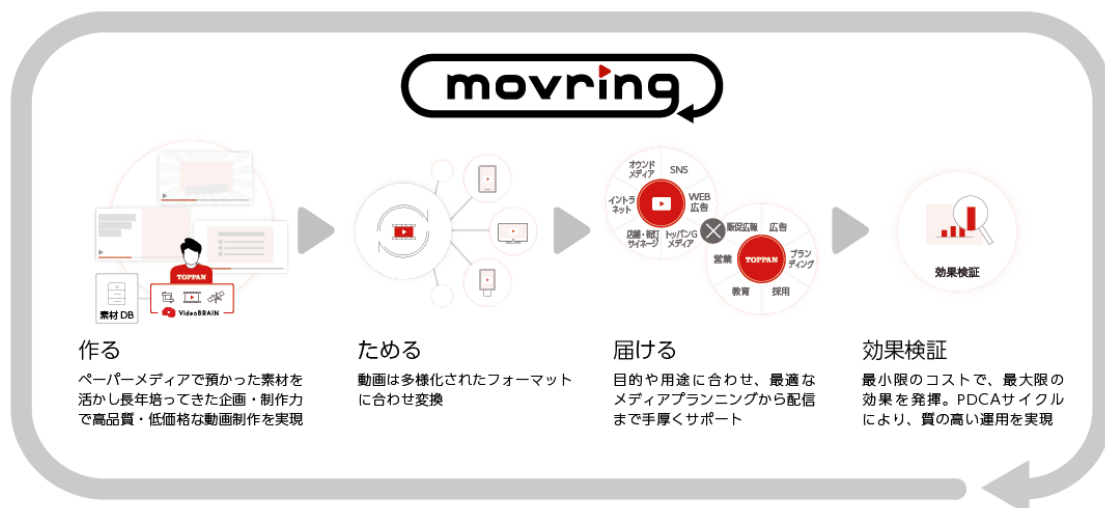 movring
TOPPAN
素材 DB
VideoBRAIN
オウンド
メディア
SNS
イントラ
ネット
WEB
広告
店舗・街灯
サイネージ
トッパンG
メディア
販促広報
広告
営業
TOPPAN
ブラン
ディング
教育
採用
効果検証
作る
ペーパーメディアで預かった素材を
活かし長年培ってきた企画・制作力
で高品質・低価格な動画制作を実現
ためる
動画は多様化されたフォーマット
に合わせ変換
届ける
目的や用途に合わせ、最適な
メディアプランニングから配信
まで手厚くサポート
効果検証
最小限のコストで、最大限の
効果を発揮。PDCAサイクル
により、質の高い運用を実現